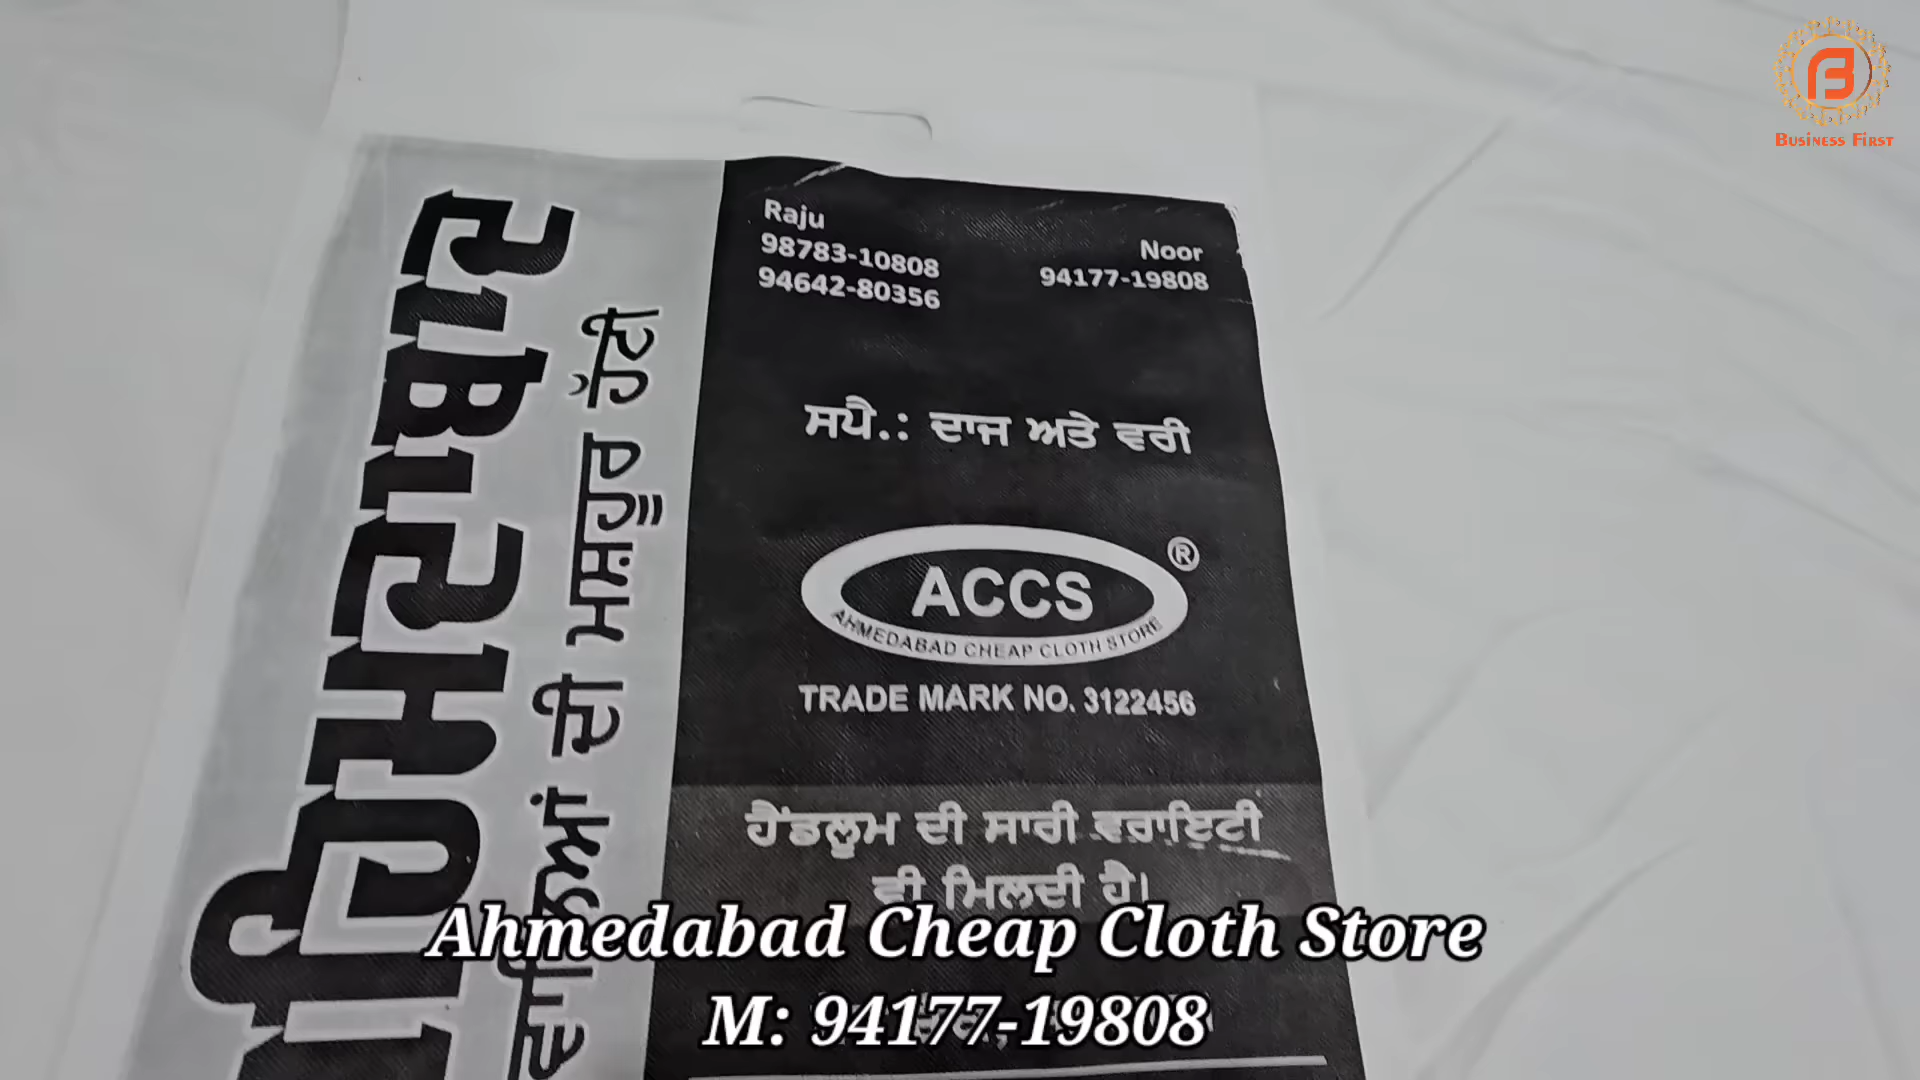 Business First
Raju
98783-10808
94642-80356
Noor
94177-19808
ਸਪੈ.: ਦਾਜ ਅਤੇ ਵਰੀ
ACCS
®
AHMEDABAD CHEAP CLOTH STORE
TRADE MARK NO. 3122456
ਹੈਂਡਲੂਮ ਦੀ ਸਾਰੀ ਵਰਾਇਟੀ
ਵੀ ਮਿਲਦੀ ਹੈ।
ਦੀ ਮਸ਼ਹੂਰ ਹੱਟੀ
Ahmedabad Cheap Cloth Store
M: 94177-19808